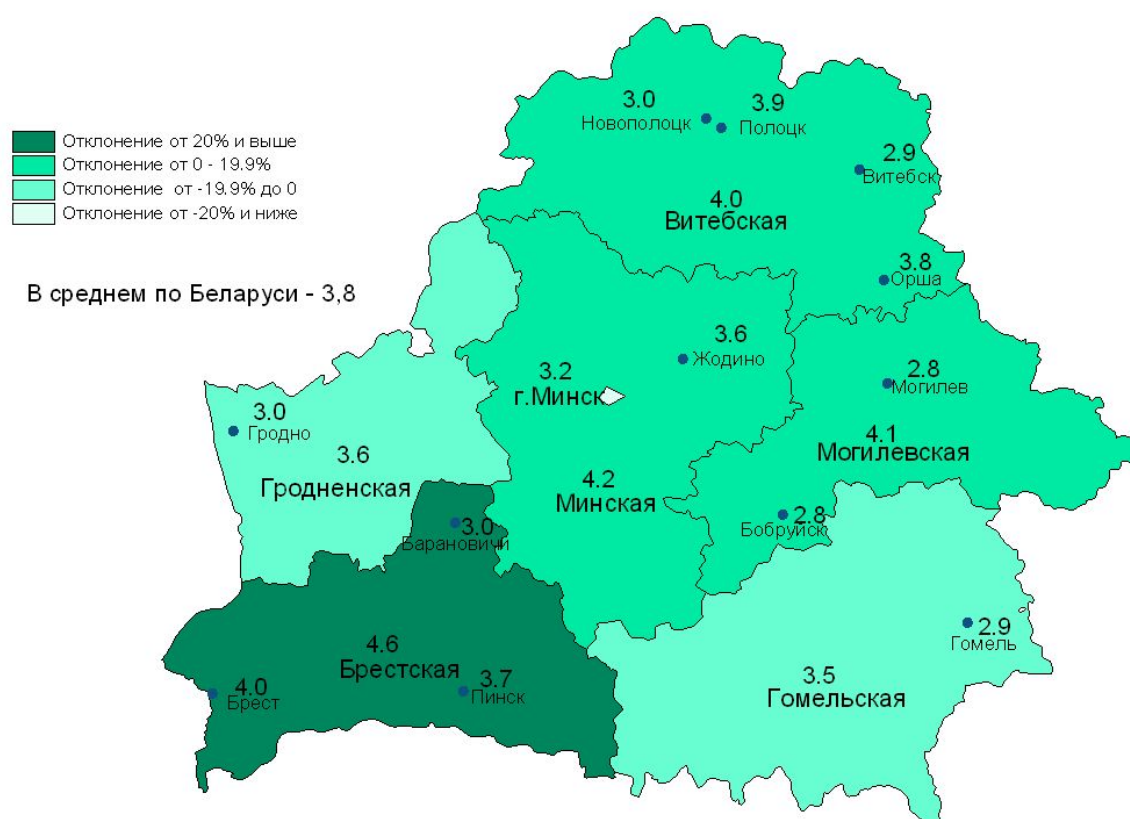 3.0
Новополоцк
3.9
Полоцк
2.9
Витебск
Отклонение от 20% и выше
Отклонение от 0 - 19.9%
Отклонение от -19.9% до 0
Отклонение от -20% и ниже
4.0
Витебская
3.8
Орша
В среднем по Беларуси - 3,8
3.6
Жодино
3.2
г.Минск
2.8
Могилев
3.0
Гродно
3.6
Гродненская
4.1
Могилевская
4.2
Минская
3.0
Барановичи
2.8
Бобруйск
4.6
Брестская
4.0
Брест
3.7
Пинск
2.9
Гомель
3.5
Гомельская